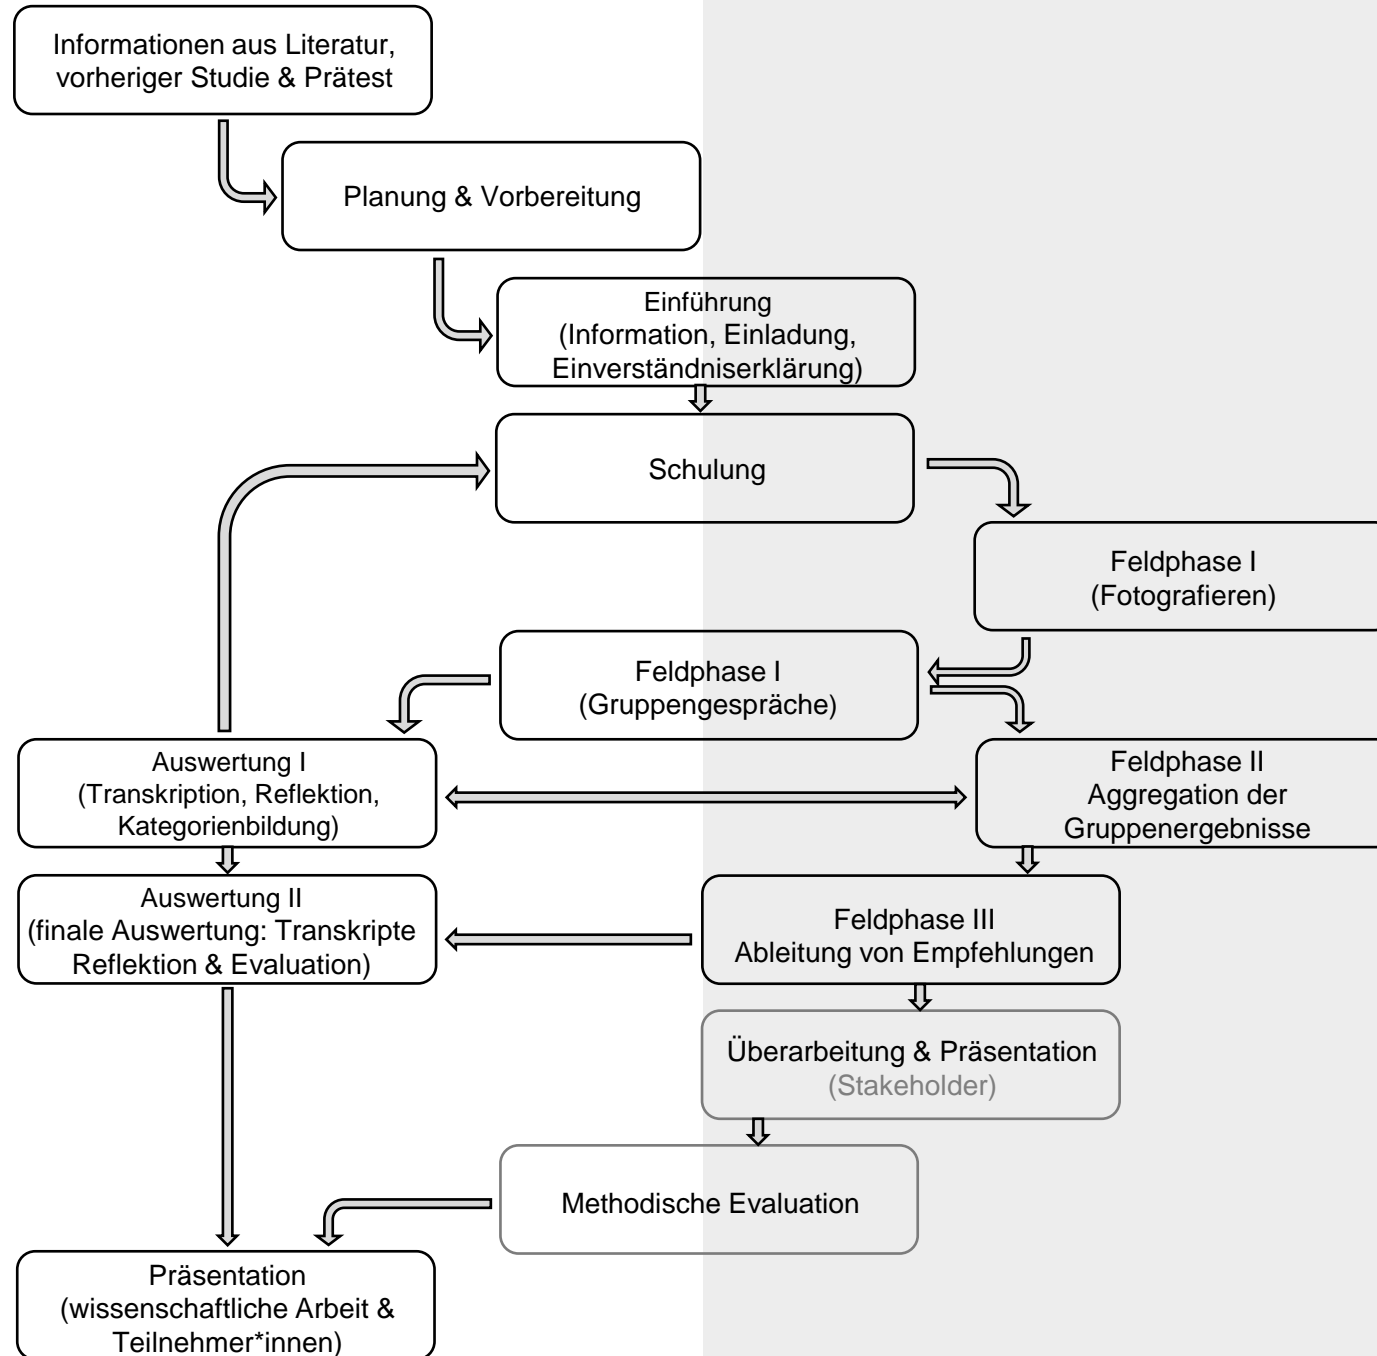 Informationen aus Literatur,
vorheriger Studie & Prätest
Planung & Vorbereitung
Einführung
(Information, Einladung,
Einverständniserklärung)
Schulung
Feldphase I
(Fotografieren)
Feldphase I
(Gruppengespräche)
Auswertung I
(Transkription, Reflektion,
Kategorienbildung)
Feldphase II
Aggregation der
Gruppenergebnisse
Auswertung II
(finale Auswertung: Transkripte
Reflektion & Evaluation)
Feldphase III
Ableitung von Empfehlungen
Überarbeitung & Präsentation
(Stakeholder)
Methodische Evaluation
Präsentation
(wissenschaftliche Arbeit &
Teilnehmer*innen)